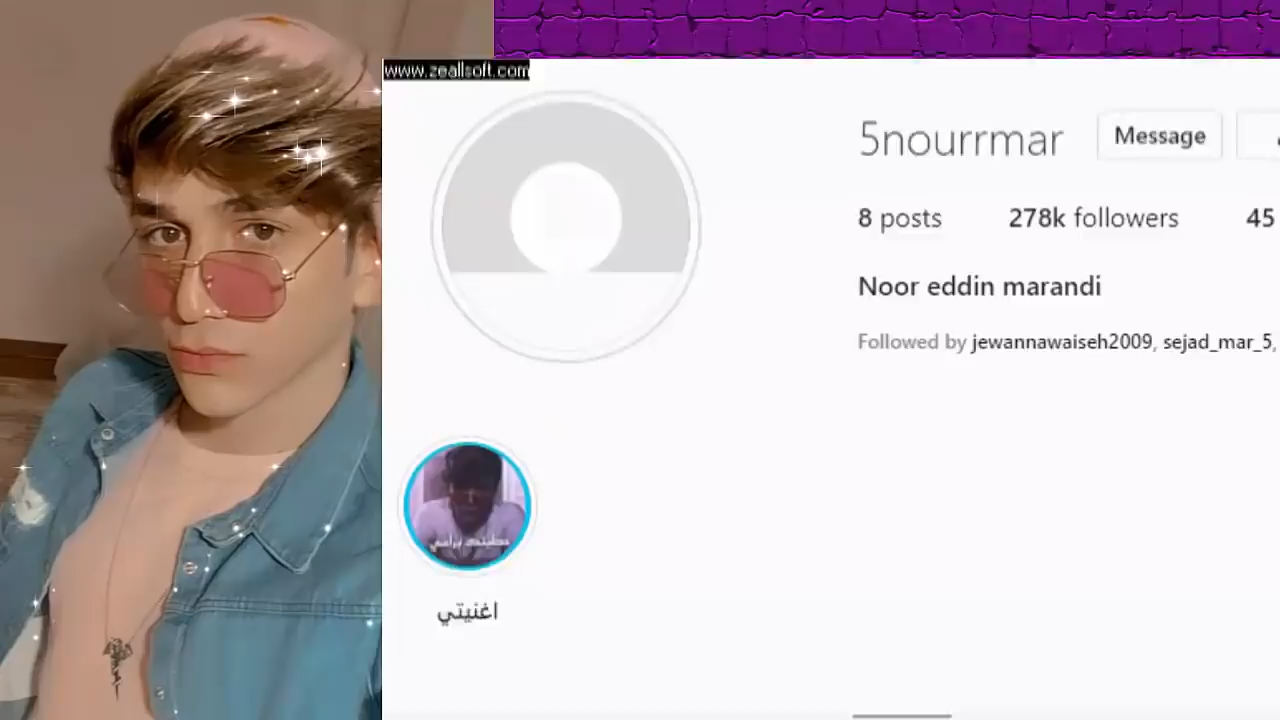 www.zeallsoft.com
5nourrmar
Message
8 posts 278k followers 45
Noor eddin marandi
Followed by jewannawaiseh2009, sejad_mar_5,
اغنيتي